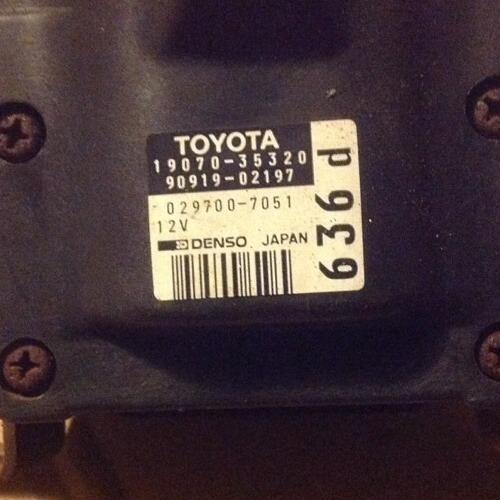 TOYOTA
19070-35320
90919-02197
029700-7051
12V
DENSO JAPAN
636d